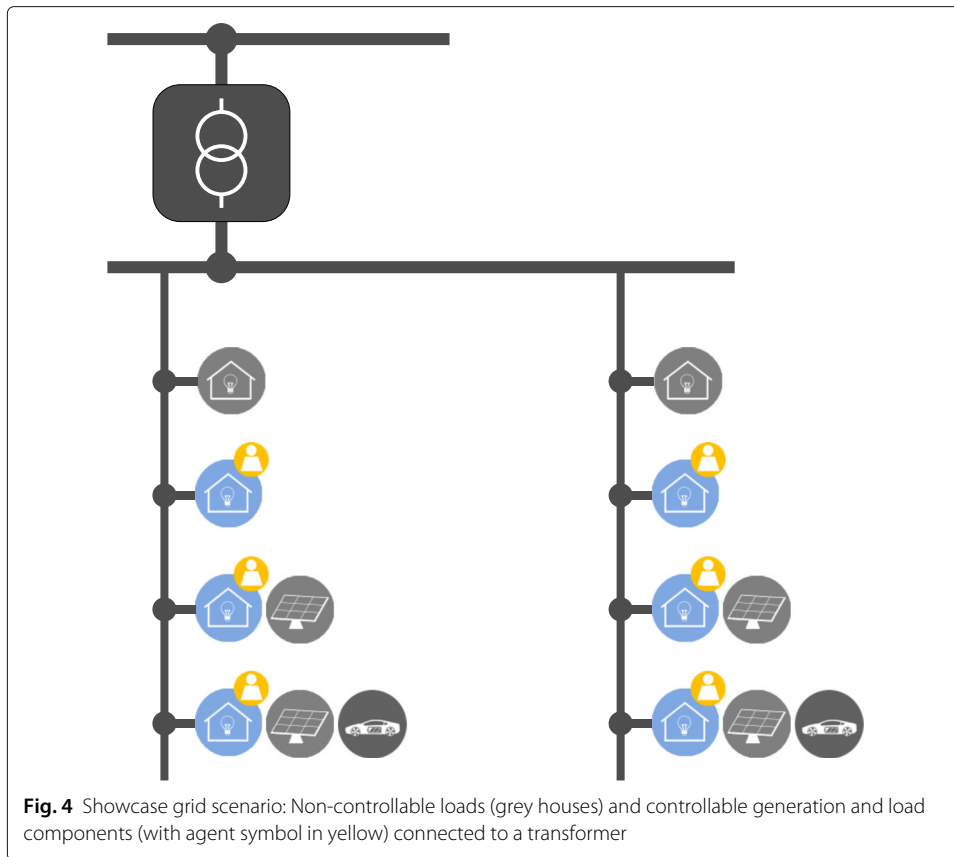 Fig. 4 Showcase grid scenario: Non-controllable loads (grey houses) and controllable generation and load
components (with agent symbol in yellow) connected to a transformer